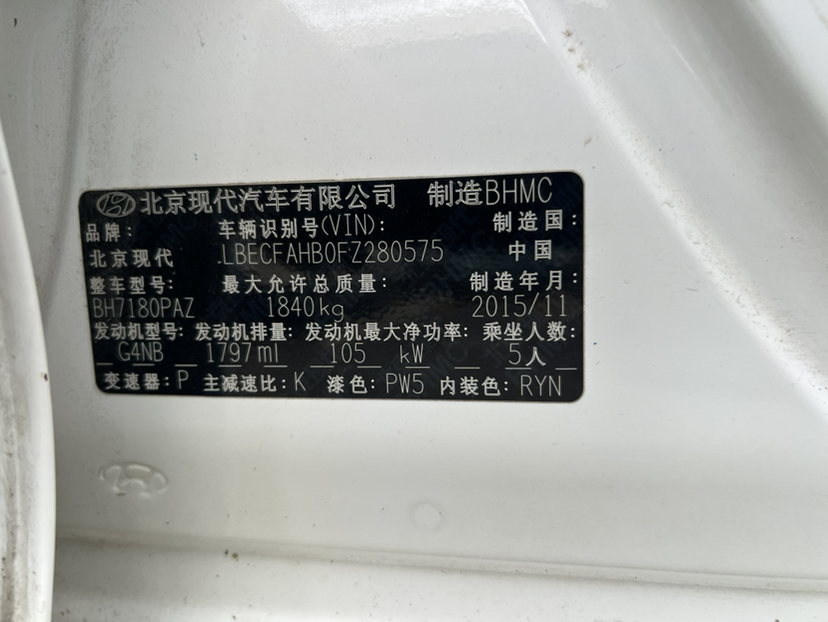 北京现代汽车有限公司 制造BHMC
品牌: 车辆识别号(VIN): 制造国:
北京现代 LBECFAHB0FZ280575 中国
整车型号: 最大允许总质量: 制造年月:
BH7180PAZ 1840kg 2015/11
发动机型号: 发动机排量: 发动机最大净功率: 乘坐人数:
G4NB 1797ml 105 kW 5人
变速器: P 主减速比: K 漆色: PW5 内装色: RYN